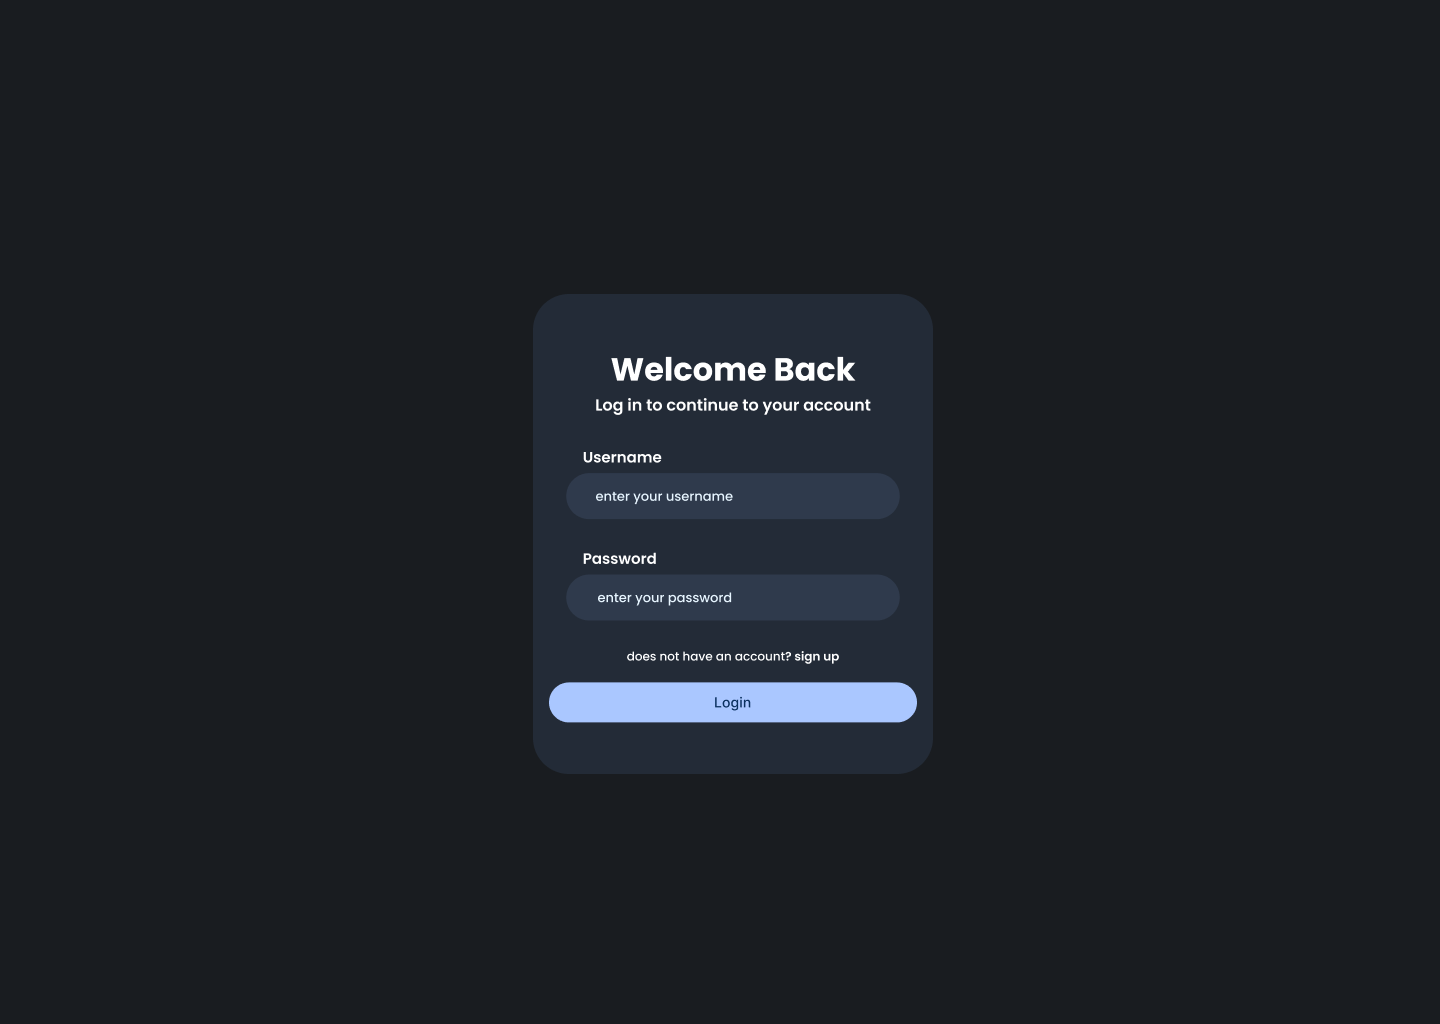 Welcome Back
Log in to continue to your account
Username
enter your username
Password
enter your password
does not have an account? sign up
Login